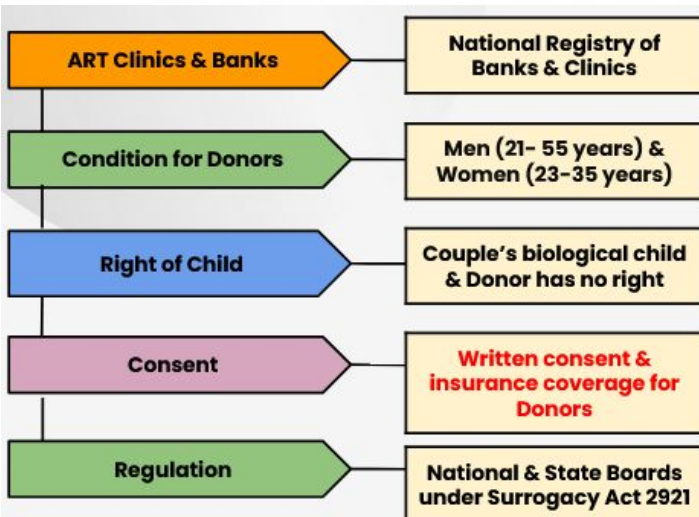 ART Clinics & Banks
National Registry of
Banks & Clinics
Condition for Donors
Men (21- 55 years) &
Women (23-35 years)
Right of Child
Couple's biological child
& Donor has no right
Consent
Written consent &
insurance coverage for
Donors
Regulation
National & State Boards
under Surrogacy Act 2921